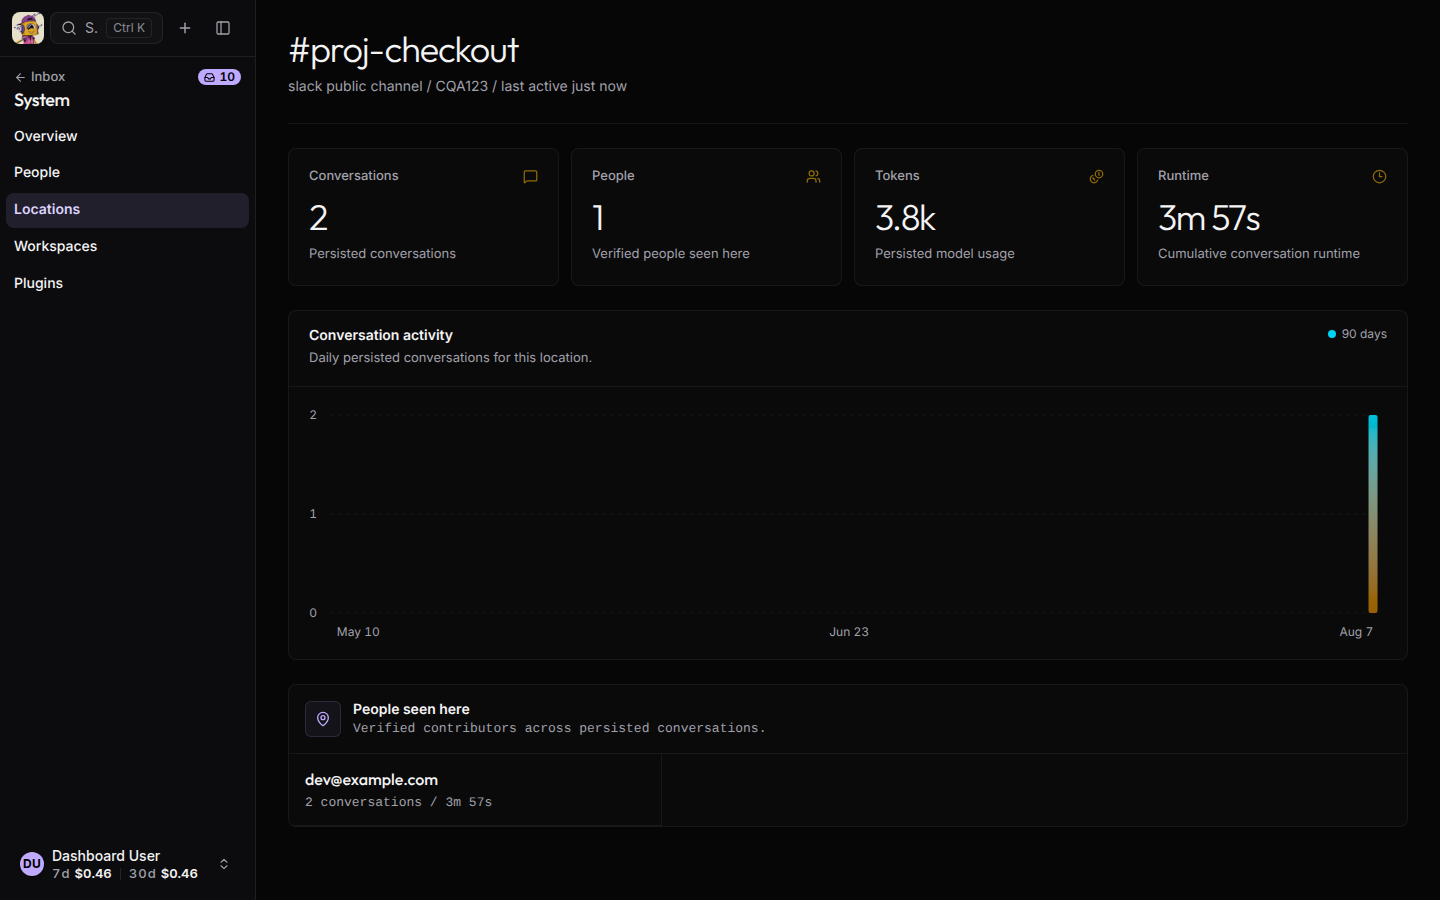 S. Ctrl K
Inbox 10
System
Overview
People
Locations
Workspaces
Plugins
DU Dashboard User
7d $0.46 30d $0.46
#proj-checkout
slack public channel / CQA123 / last active just now
Conversations
2
Persisted conversations
People
1
Verified people seen here
Tokens
3.8k
Persisted model usage
Runtime
3m 57s
Cumulative conversation runtime
Conversation activity
90 days
Daily persisted conversations for this location.
2
1
0
May 10 Jun 23 Aug 7
People seen here
Verified contributors across persisted conversations.
dev@example.com
2 conversations / 3m 57s